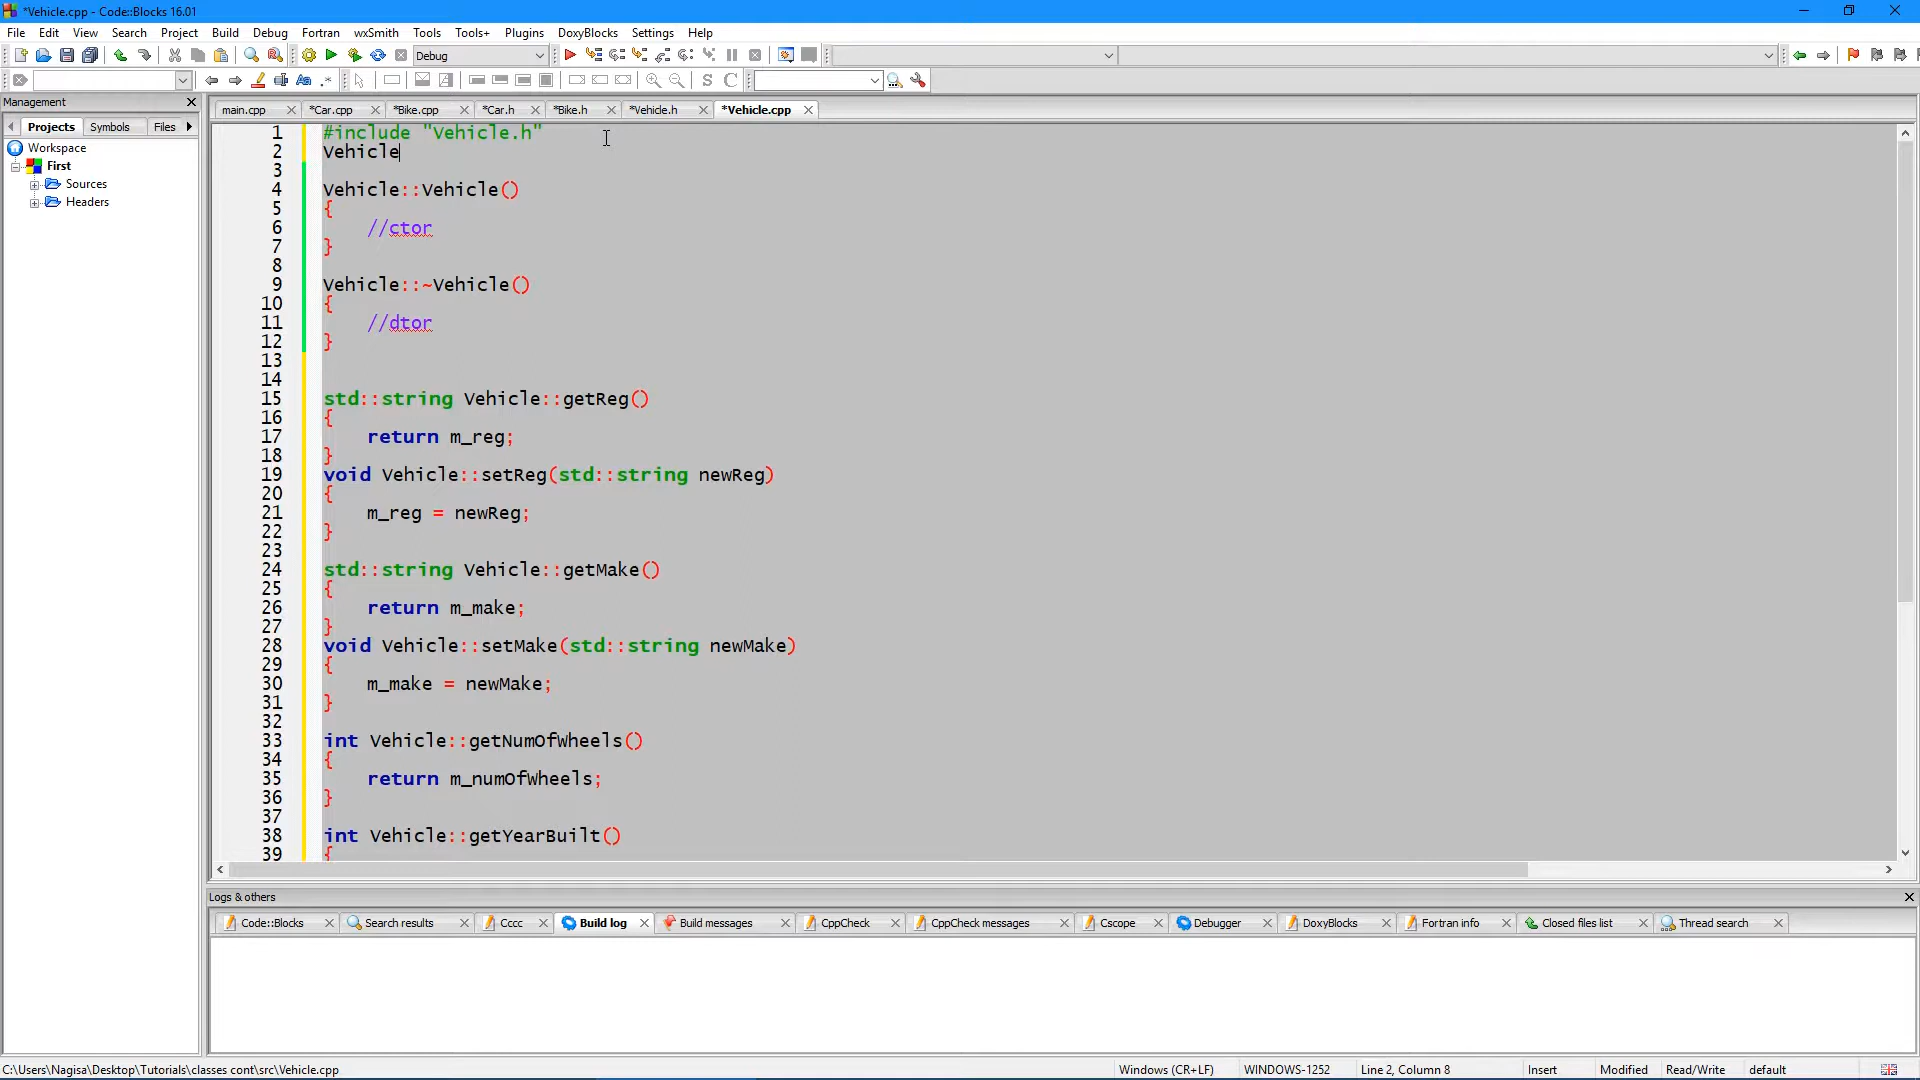 *Vehicle.cpp - Code::Blocks 16.01
File Edit View Search Project Build Debug Fortran wxSmith Tools Tools+ Plugins DoxyBlocks Settings Help
Debug
Aa .* S C
Management
main.cpp *Car.cpp *Bike.cpp *Car.h *Bike.h *Vehicle.h *Vehicle.cpp
Projects Symbols Files
Workspace
First
Sources
Headers
1 #include "Vehicle.h"
2 Vehicle
3
4 Vehicle::Vehicle()
5 {
6 //ctor
7 }
8
9 Vehicle::~Vehicle()
10 {
11 //dtor
12 }
13
14
15 std::string Vehicle::getReg()
16 {
17 return m_reg;
18 }
19 void Vehicle::setReg(std::string newReg)
20 {
21 m_reg = newReg;
22 }
23
24 std::string Vehicle::getMake()
25 {
26 return m_make;
27 }
28 void Vehicle::setMake(std::string newMake)
29 {
30 m_make = newMake;
31 }
32
33 int Vehicle::getNumOfWheels()
34 {
35 return m_numOfWheels;
36 }
37
38 int Vehicle::getYearBuilt()
39 {
Logs & others
Code::Blocks Search results Cccc Build log Build messages CppCheck CppCheck messages Cscope Debugger DoxyBlocks Fortran info Closed files list Thread search
C:\Users\Nagisa\Desktop\Tutorials\classes cont\src\Vehicle.cpp Windows (CR+LF) WINDOWS-1252 Line 2, Column 8 Insert Modified Read/Write default